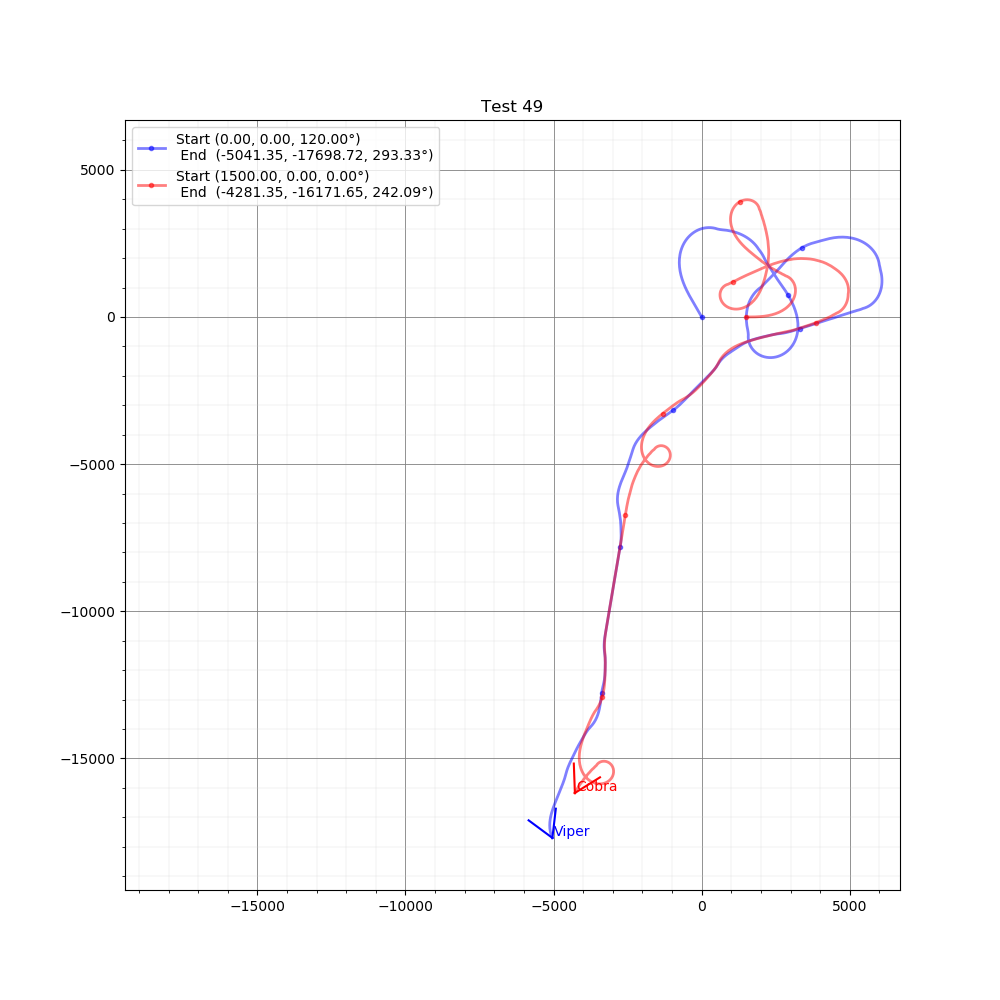 Test 49
Start (0.00, 0.00, 120.00°)
End (-5041.35, -17698.72, 293.33°)
Start (1500.00, 0.00, 0.00°)
End (-4281.35, -16171.65, 242.09°)
5000
0
−5000
−10000
−15000
Cobra
Viper
−15000
−10000
−5000
0
5000